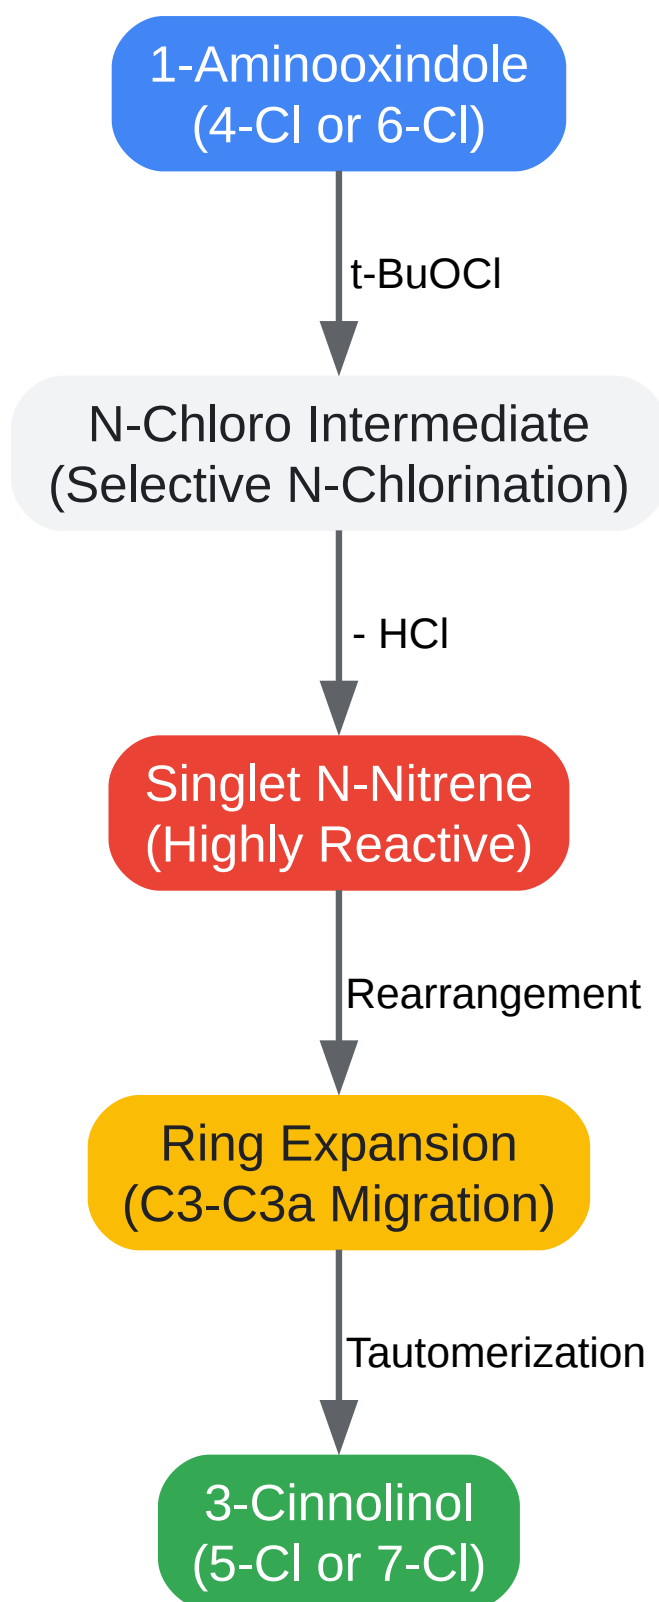 1-Aminooxindole
(4-Cl or 6-Cl)
t-BuOCl
N-Chloro Intermediate
(Selective N-Chlorination)
- HCl
Singlet N-Nitrene
(Highly Reactive)
Rearrangement
Ring Expansion
(C3-C3a Migration)
Tautomerization
3-Cinnolinol
(5-Cl or 7-Cl)